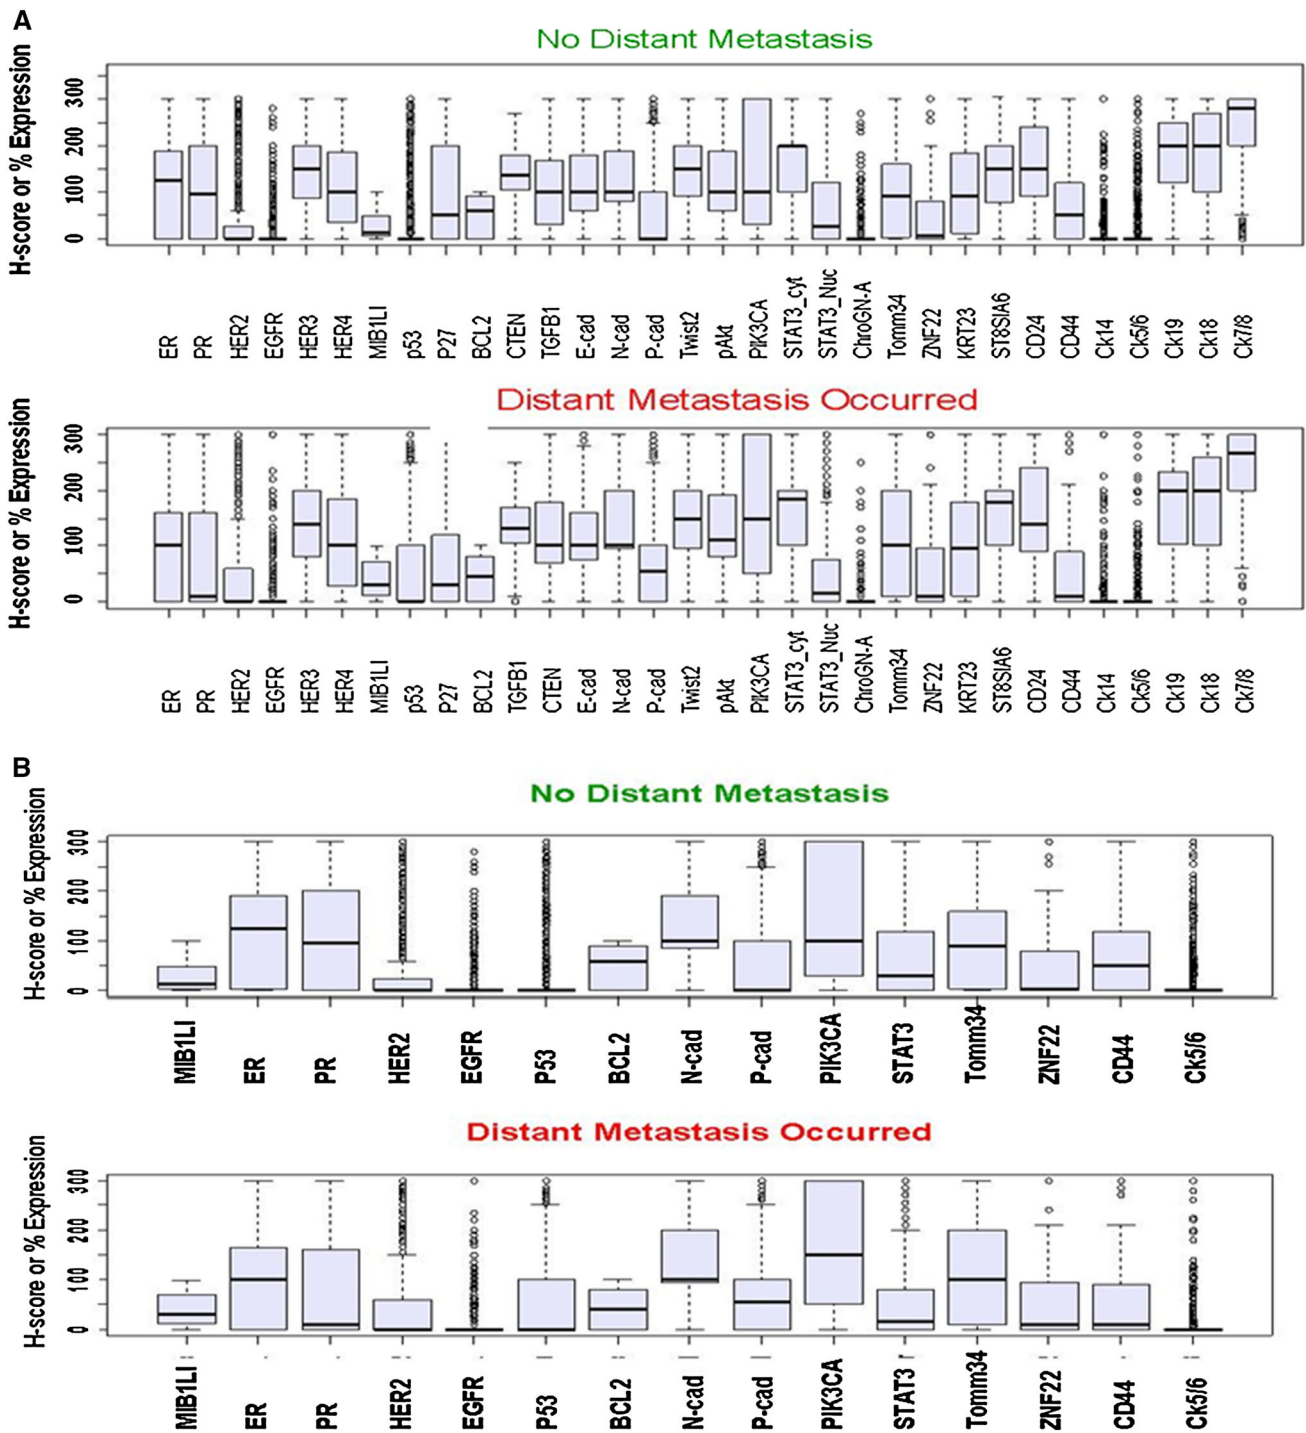 A
No Distant Metastasis
H-score or % Expression
300
200
100
0
ER PR HER2 EGFR HER3 HER4 MIB1LI p53 P27 BCL2 CTEN TGFB1 E-cad N-cad P-cad Twist2 pAkt PIK3CA STAT3_cyt STAT3_Nuc ChroGN-A Tomm34 ZNF22 KRT23 ST8SIA6 CD24 CD44 Ck14 Ck5/6 Ck19 Ck18 Ck7/8
Distant Metastasis Occurred
H-score or % Expression
300
200
100
0
ER PR HER2 EGFR HER3 HER4 MIB1LI p53 P27 BCL2 TGFB1 CTEN E-cad N-cad P-cad Twist2 pAkt PIK3CA STAT3_cyt STAT3_Nuc ChroGN-A Tomm34 ZNF22 KRT23 ST8SIA6 CD24 CD44 Ck14 Ck5/6 Ck19 Ck18 Ck7/8
B
No Distant Metastasis
H-score or % Expression
300
200
100
0
MIB1LI ER PR HER2 EGFR P53 BCL2 N-cad P-cad PIK3CA STAT3 Tomm34 ZNF22 CD44 Ck5/6
Distant Metastasis Occurred
H-score or % Expression
300
200
100
0
MIB1LI ER PR HER2 EGFR P53 BCL2 N-cad P-cad PIK3CA STAT3 Tomm34 ZNF22 CD44 Ck5/6